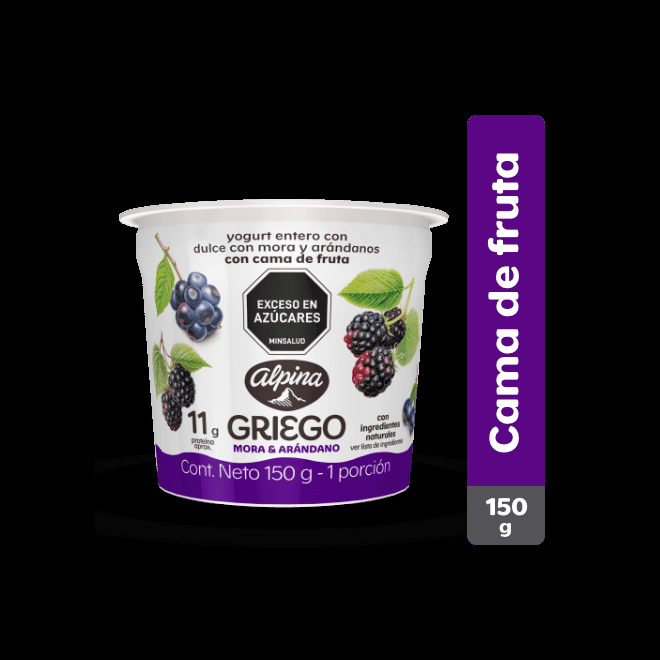 yogurt entero con
dulce con mora y arándanos
con cama de fruta
EXCESO EN
AZÚCARES
MINSALUD
alpina
11 g
proteína
aprox.
GRIEGO
MORA & ARÁNDANO
con
ingredientes
naturales
ver lista de ingredientes
Cont. Neto 150 g - 1 porción
Cama de fruta
150
g